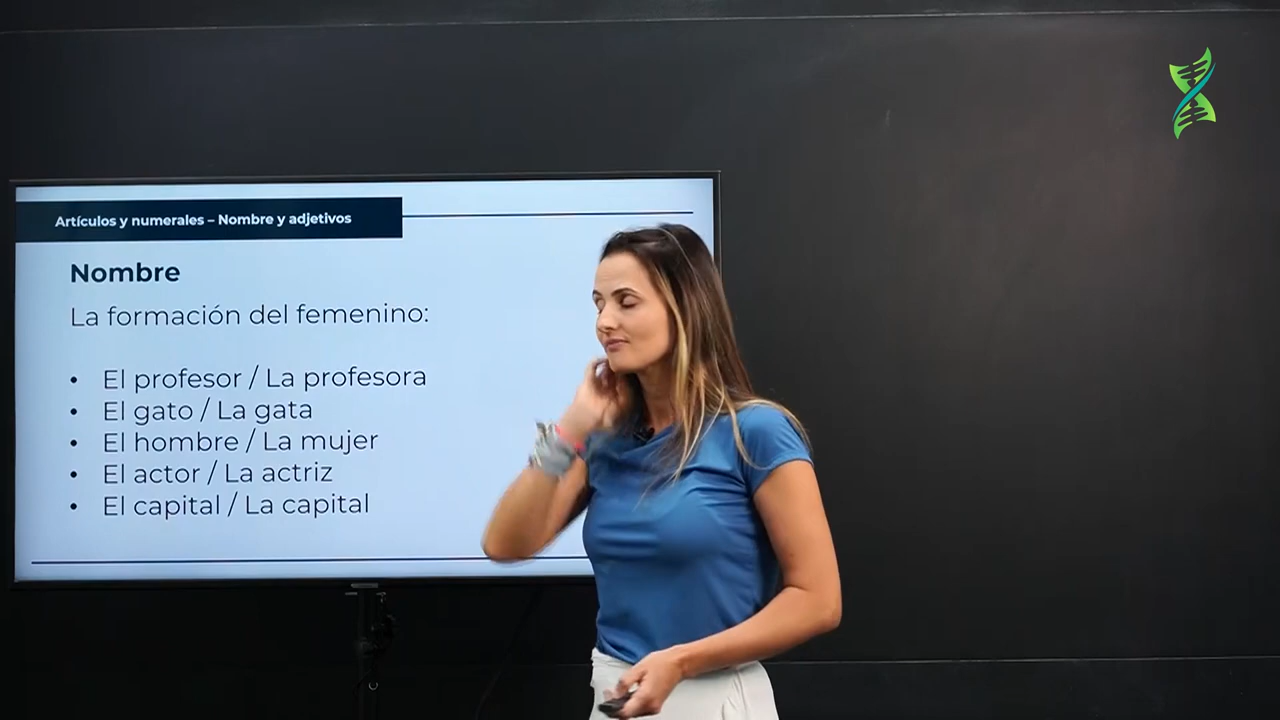 Artículos y numerales – Nombre y adjetivos
Nombre
La formación del femenino:
• El profesor / La profesora
• El gato / La gata
• El hombre / La mujer
• El actor / La actriz
• El capital / La capital